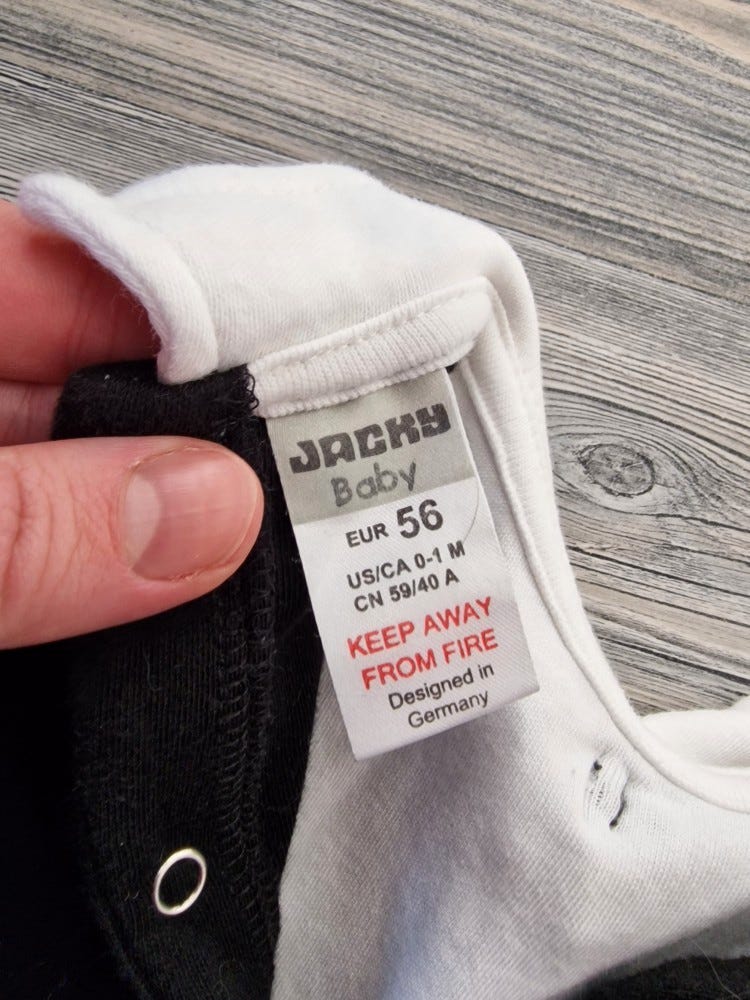 JACKY
Baby
EUR 56
US/CA 0-1 M
CN 59/40 A
KEEP AWAY
FROM FIRE
Designed in
Germany